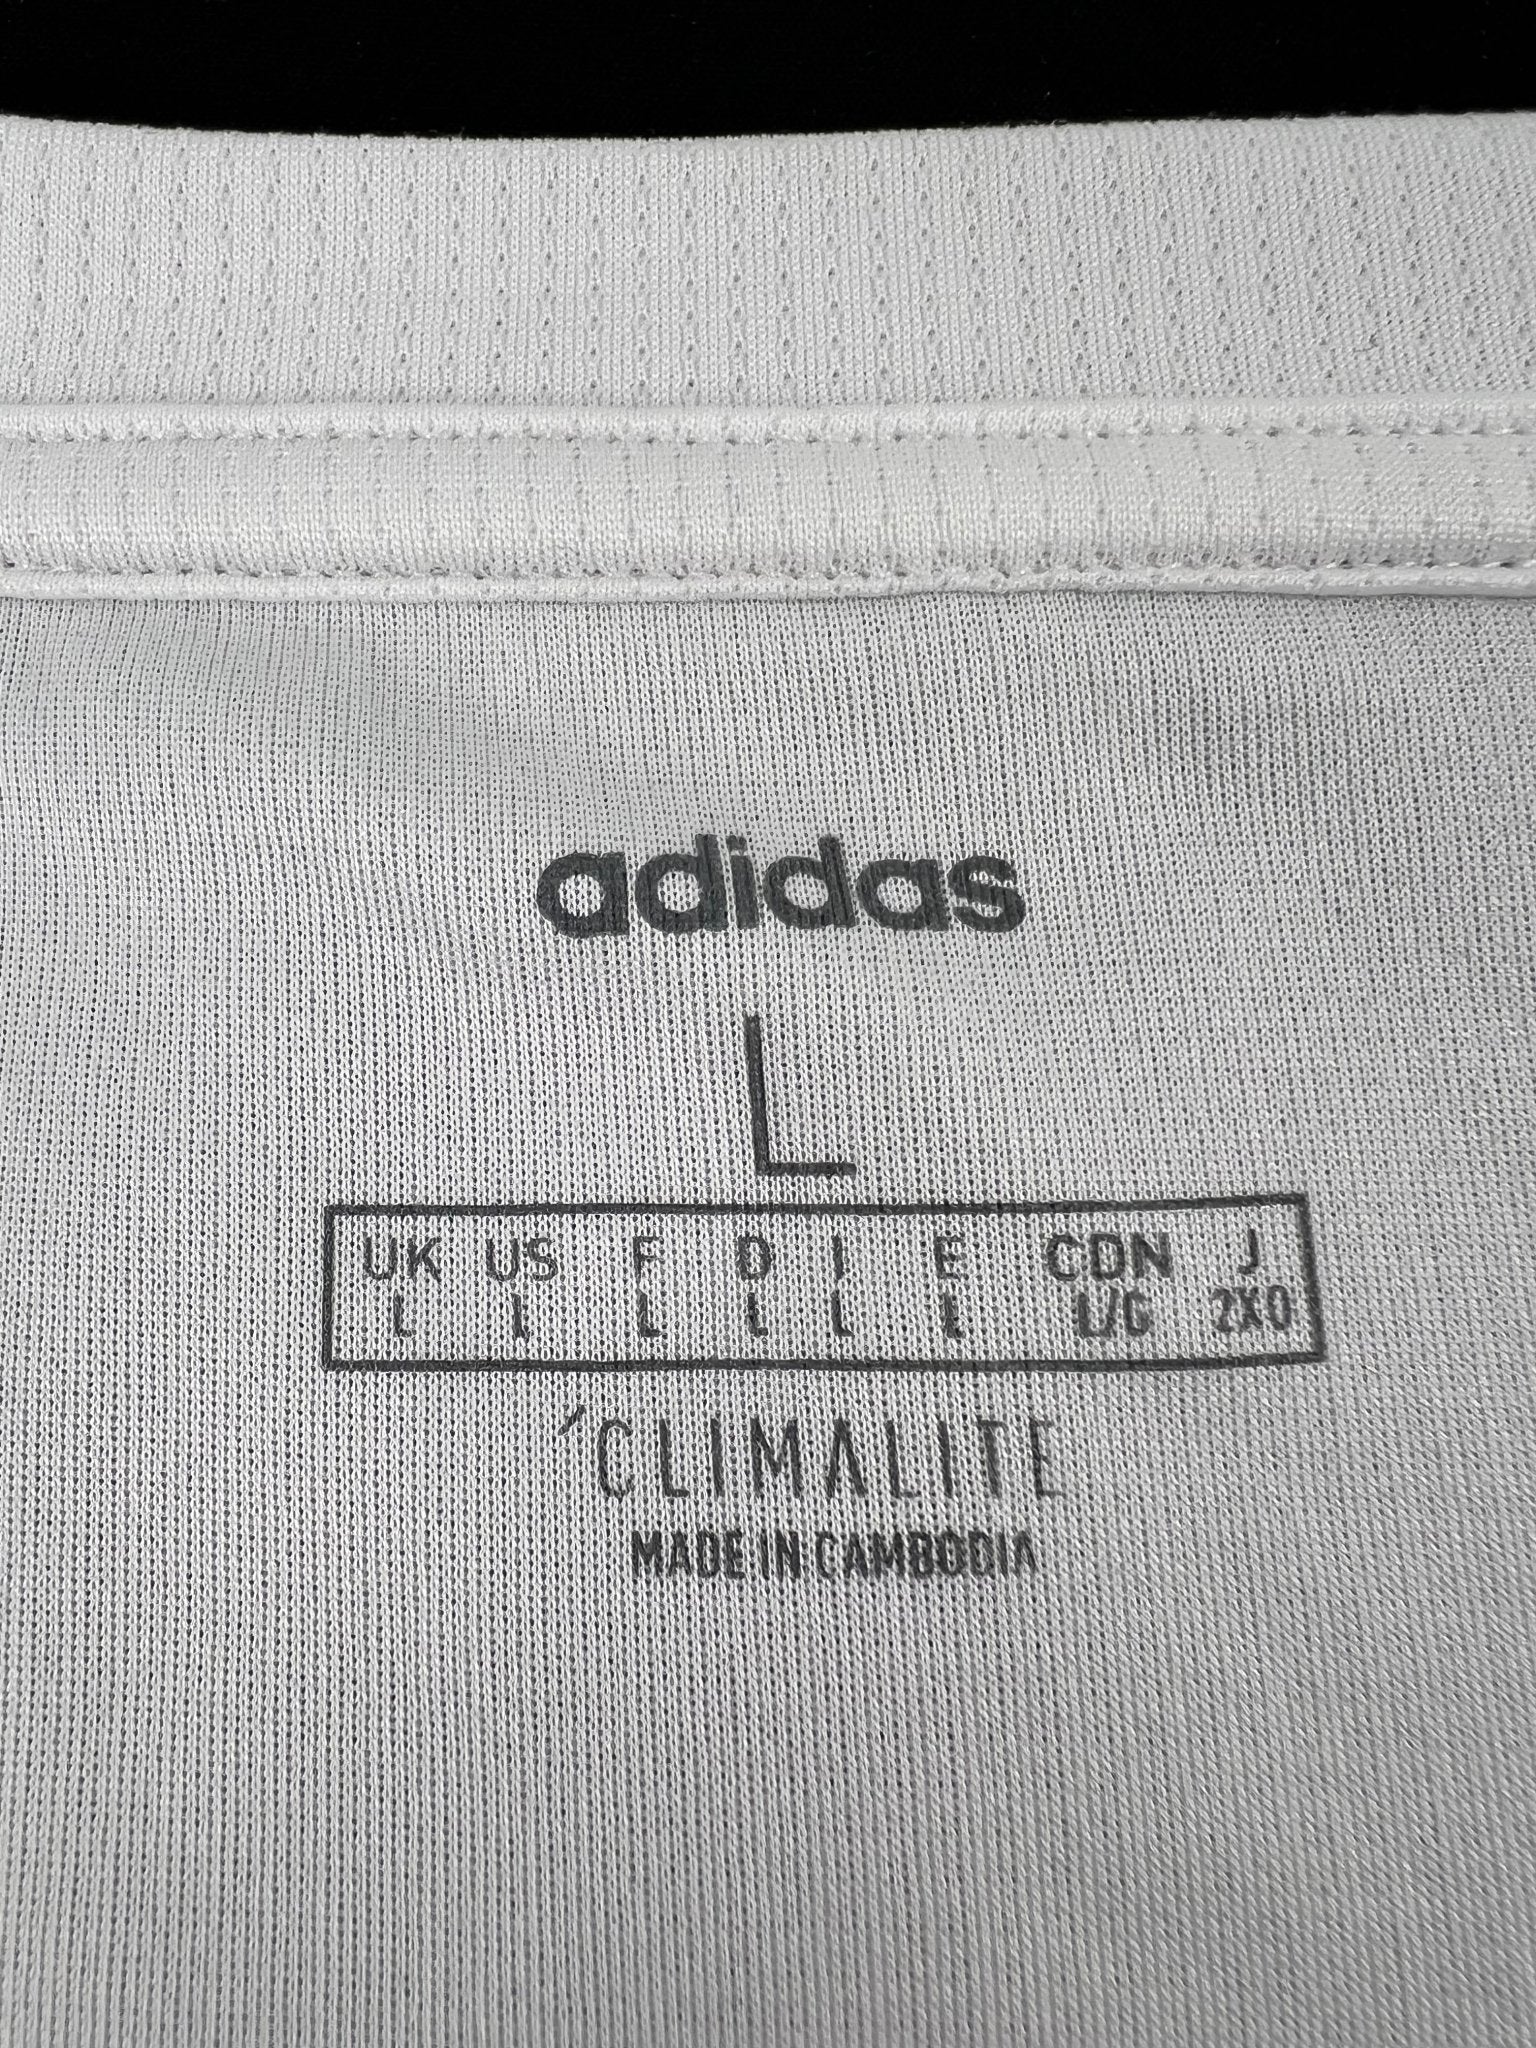 adidas
L
UK US F D I E CDN J
L L L L L L L/G 2XO
CLIMALITE
MADE IN CAMBODIA